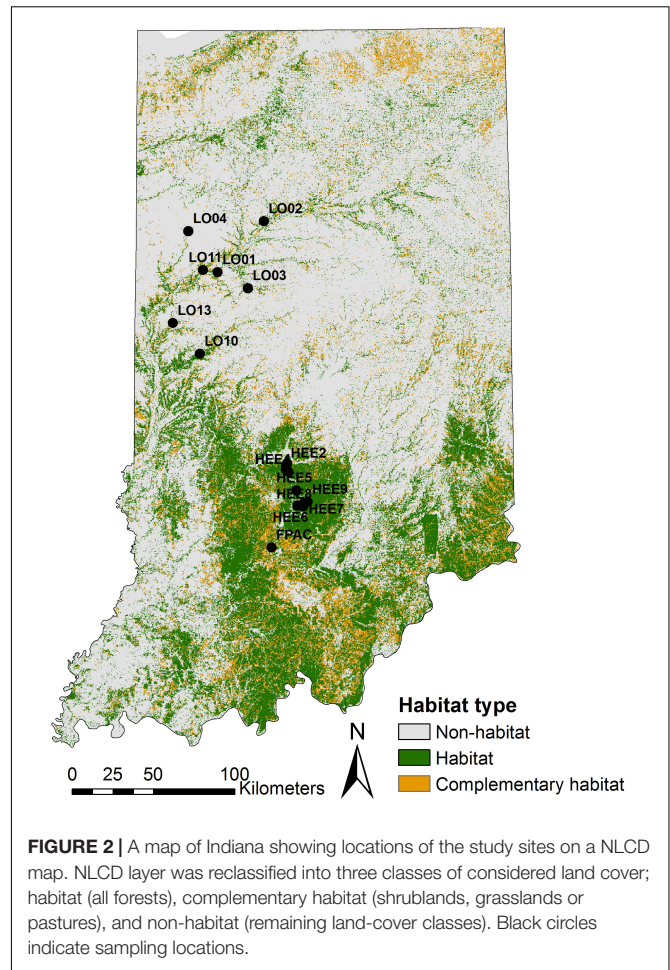 LO02
LO04
LO11
LO01
LO03
LO13
LO10
HEE2
HEE5
HEE9
HEE7
HEE6
FPAC
Habitat type
Non-habitat
Habitat
Complementary habitat
N
0 25 50 100
Kilometers
FIGURE 2 | A map of Indiana showing locations of the study sites on a NLCD
map. NLCD layer was reclassified into three classes of considered land cover;
habitat (all forests), complementary habitat (shrublands, grasslands or
pastures), and non-habitat (remaining land-cover classes). Black circles
indicate sampling locations.